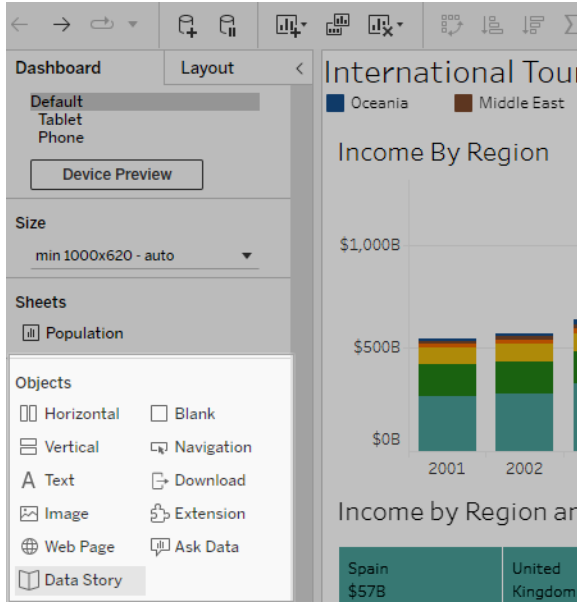 Dashboard
Layout
Default
Tablet
Phone
Device Preview
Size
min 1000x620 - auto
Sheets
Population
Objects
Horizontal
Blank
Vertical
Navigation
Text
Download
Image
Extension
Web Page
Ask Data
Data Story
International
Oceania
Middle East
Income By Region
$1,000B
$500B
$0B
2001
2002
Income by Region
Spain
$57B
United
Kingdom